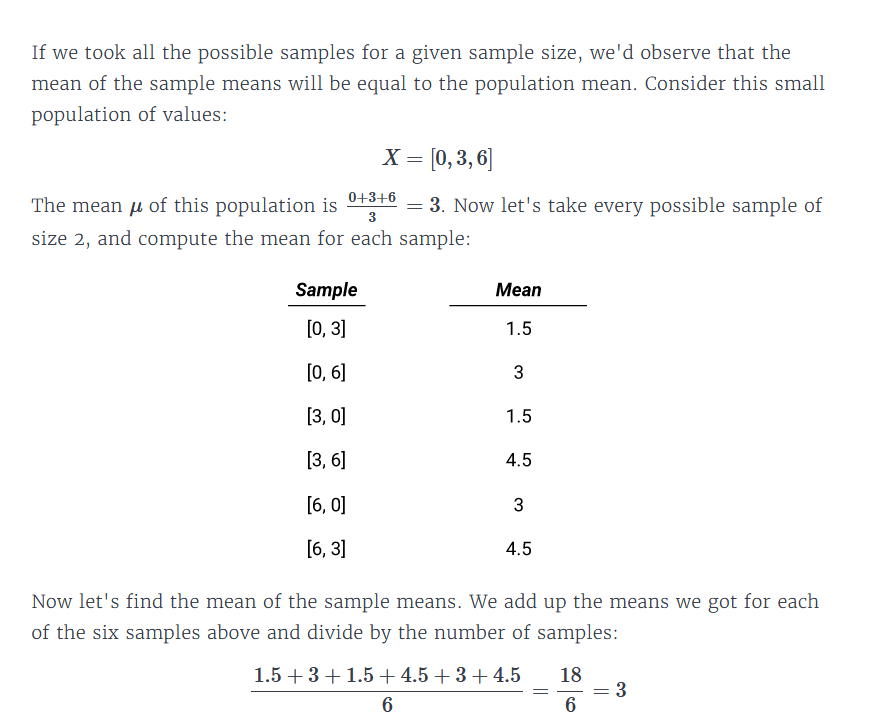 If we took all the possible samples for a given sample size, we'd observe that the
mean of the sample means will be equal to the population mean. Consider this small
population of values:
X = [0, 3, 6]
The mean μ of this population is 0+3+6/3 = 3. Now let's take every possible sample of
size 2, and compute the mean for each sample:
Sample Mean
[0, 3] 1.5
[0, 6] 3
[3, 0] 1.5
[3, 6] 4.5
[6, 0] 3
[6, 3] 4.5
Now let's find the mean of the sample means. We add up the means we got for each
of the six samples above and divide by the number of samples:
1.5 + 3 + 1.5 + 4.5 + 3 + 4.5 / 6 = 18 / 6 = 3